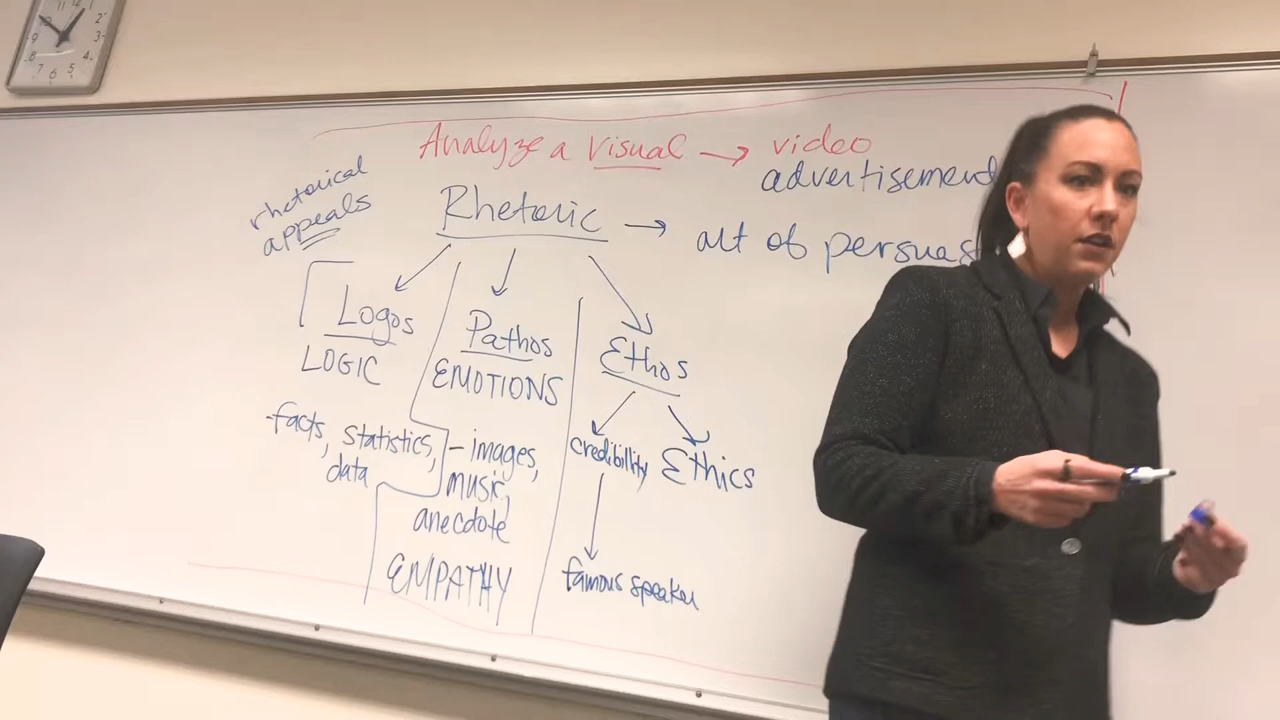 Analyze a visual → video
advertisement
rhetorical
appeals
Rhetoric → art of persuas
Logos
LOGIC
-facts, statistics,
data
Pathos
EMOTIONS
- images,
music,
anecdote
EMPATHY
Ethos
credibility
Ethics
famous speaker